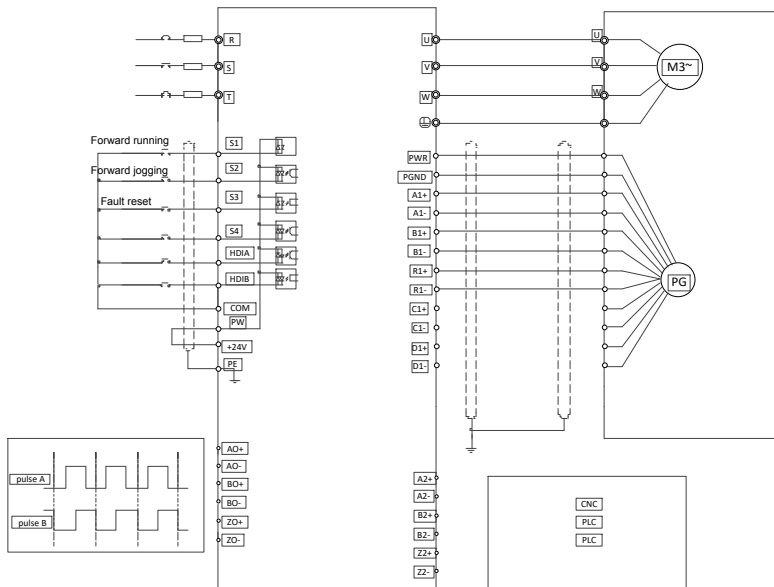 R
S
T
U
V
W
U
V
W
M3~
Forward running
S1
Forward jogging
S2
Fault reset
S3
S4
HDIA
HDIB
COM
PW
+24V
PE
PWR
PGND
A1+
A1-
B1+
B1-
R1+
R1-
C1+
C1-
D1+
D1-
PG
pulse A
pulse B
AO+
AO-
BO+
BO-
ZO+
ZO-
A2+
A2-
B2+
B2-
Z2+
Z2-
CNC
PLC
PLC